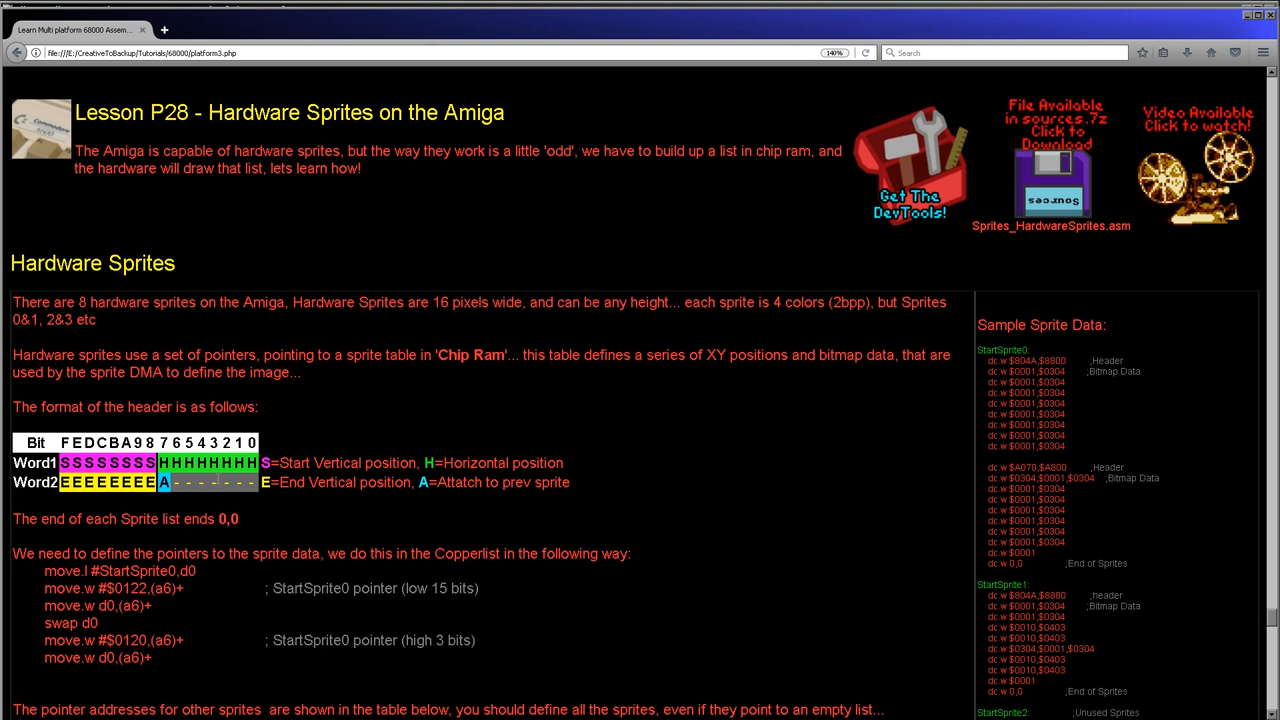 Learn Multi platform 68000 Assem...
file:///E:/CreativeToBackup/Tutorials/68000/platform3.php
140%
Search
Lesson P28 - Hardware Sprites on the Amiga
The Amiga is capable of hardware sprites, but the way they work is a little 'odd', we have to build up a list in chip ram, and
the hardware will draw that list, lets learn how!
Get The
DevTools!
File Available
in sources.7z
Click to
Download
Sources
Sprites_HardwareSprites.asm
Video Available
Click to watch!
Hardware Sprites
There are 8 hardware sprites on the Amiga, Hardware Sprites are 16 pixels wide, and can be any height... each sprite is 4 colors (2bpp), but Sprites
0&1, 2&3 etc
Hardware sprites use a set of pointers, pointing to a sprite table in 'Chip Ram'... this table defines a series of XY positions and bitmap data, that are
used by the sprite DMA to define the image...
The format of the header is as follows:
Bit F E D C B A 9 8 7 6 5 4 3 2 1 0
Word1 S S S S S S S S H H H H H H H H S=Start Vertical position, H=Horizontal position
Word2 E E E E E E E E A - - - - - - - E=End Vertical position, A=Attatch to prev sprite
The end of each Sprite list ends 0,0
We need to define the pointers to the sprite data, we do this in the Copperlist in the following way:
move.l #StartSprite0,d0
move.w #$0122,(a6)+ ; StartSprite0 pointer (low 15 bits)
move.w d0,(a6)+
swap d0
move.w #$0120,(a6)+ ; StartSprite0 pointer (high 3 bits)
move.w d0,(a6)+
The pointer addresses for other sprites are shown in the table below, you should define all the sprites, even if they point to an empty list...
Sample Sprite Data:
StartSprite0:
dc.w $804A,$8800 ;Header
dc.w $0001,$0304 ;Bitmap Data
dc.w $0001,$0304
dc.w $0001,$0304
dc.w $0001,$0304
dc.w $0001,$0304
dc.w $0001,$0304
dc.w $0001,$0304
dc.w $0001,$0304
dc.w $A070,$A800 ;Header
dc.w $0304,$0001,$0304 ;Bitmap Data
dc.w $0001,$0304
dc.w $0001,$0304
dc.w $0001,$0304
dc.w $0001,$0304
dc.w $0001,$0304
dc.w $0001,$0304
dc.w $0001
dc.w 0,0 ;End of Sprites
StartSprite1:
dc.w $804A,$8880 ;header
dc.w $0001,$0304 ;Bitmap Data
dc.w $0001,$0304
dc.w $0010,$0403
dc.w $0010,$0403
dc.w $0304,$0001,$0304
dc.w $0010,$0403
dc.w $0010,$0403
dc.w $0001
dc.w 0,0 ;End of Sprites
StartSprite2: ;Unused Sprites